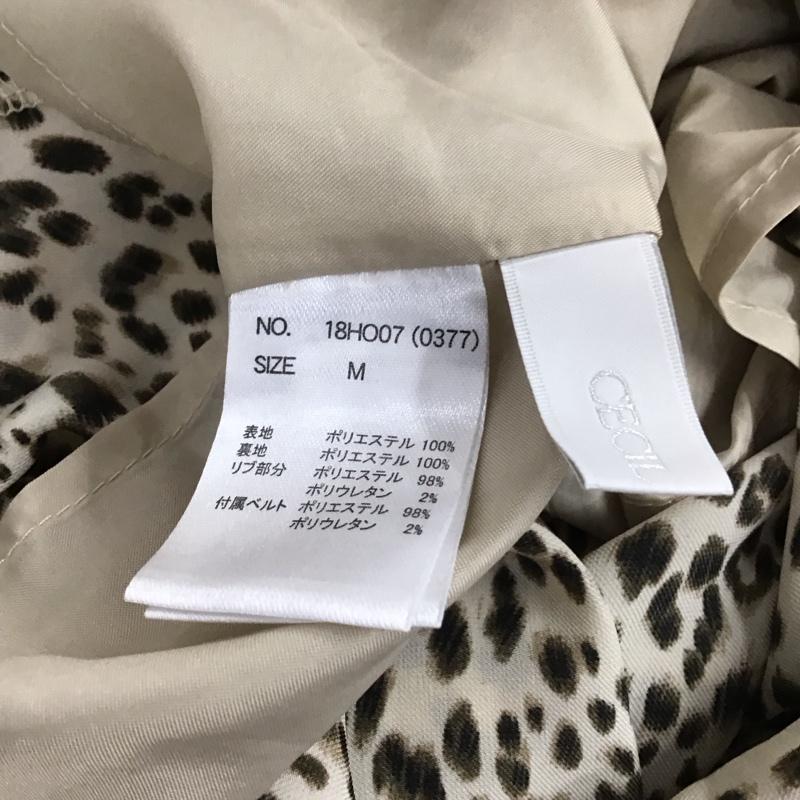 NO. 18HO07 (0377)
SIZE M
表地 ポリエステル 100%
裏地 ポリエステル 100%
リブ部分 ポリエステル 98%
ポリウレタン 2%
付属ベルト ポリエステル 98%
ポリウレタン 2%
CECIL